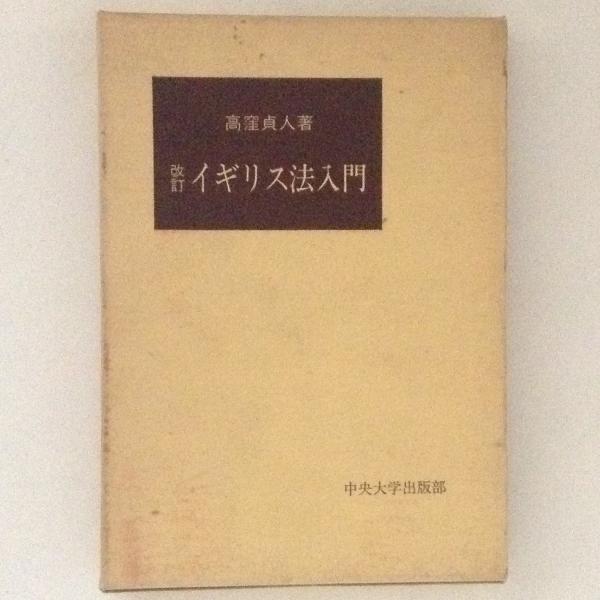 高窪貞人著
改訂 イギリス法入門
中央大学出版部